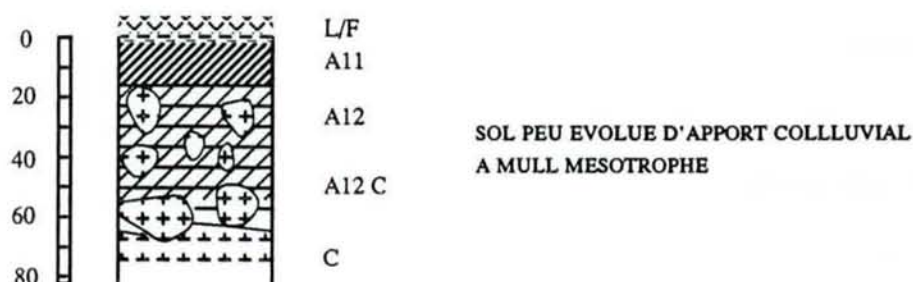 0
20
40
60
80
L/F
A11
A12
A12 C
C
SOL PEU EVOLUE D'APPORT COLLLUVIAL
A MULL MESOTROPHE